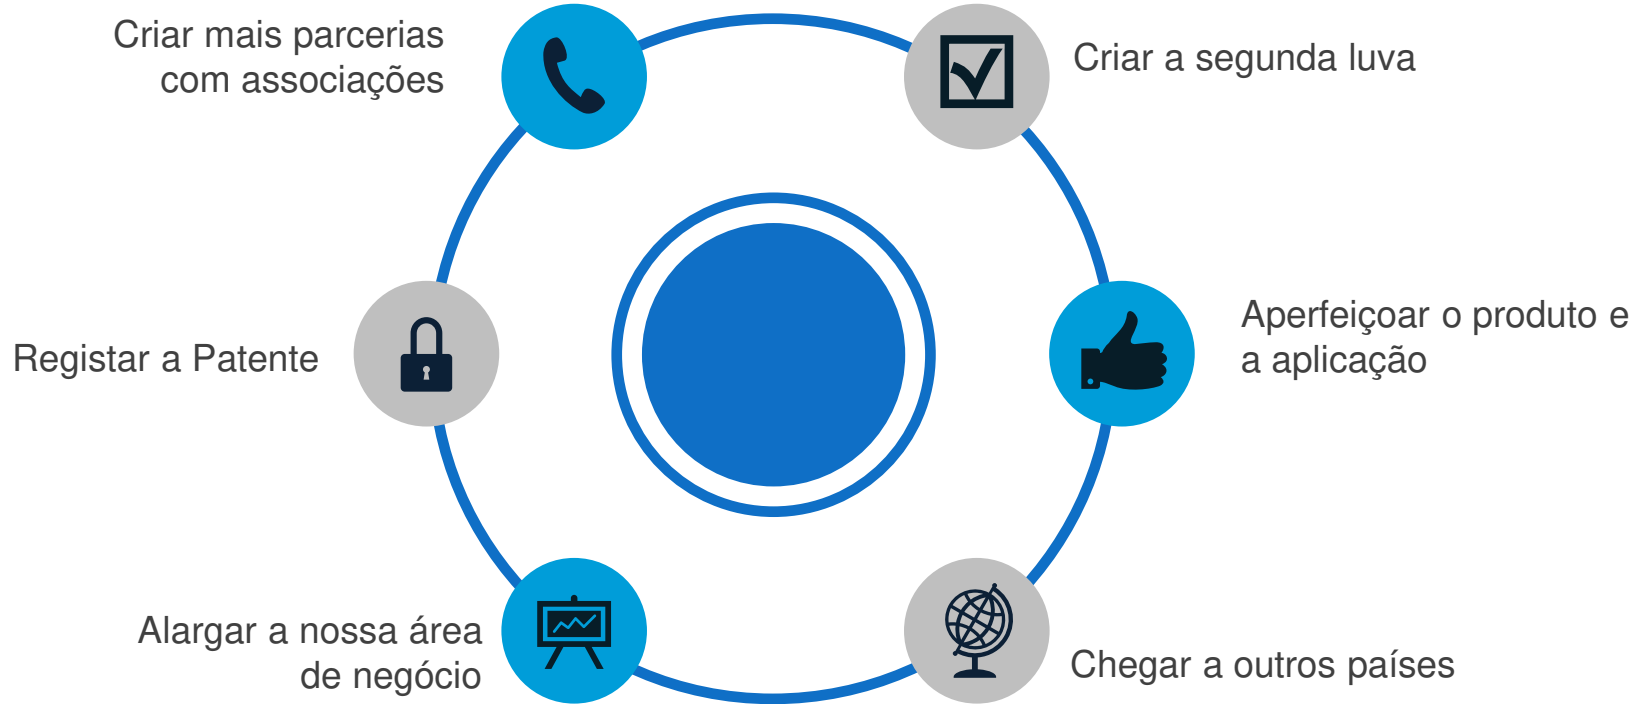 Criar mais parcerias
com associações
Criar a segunda luva
Registar a Patente
Aperfeiçoar o produto e
a aplicação
Alargar a nossa área
de negócio
Chegar a outros países